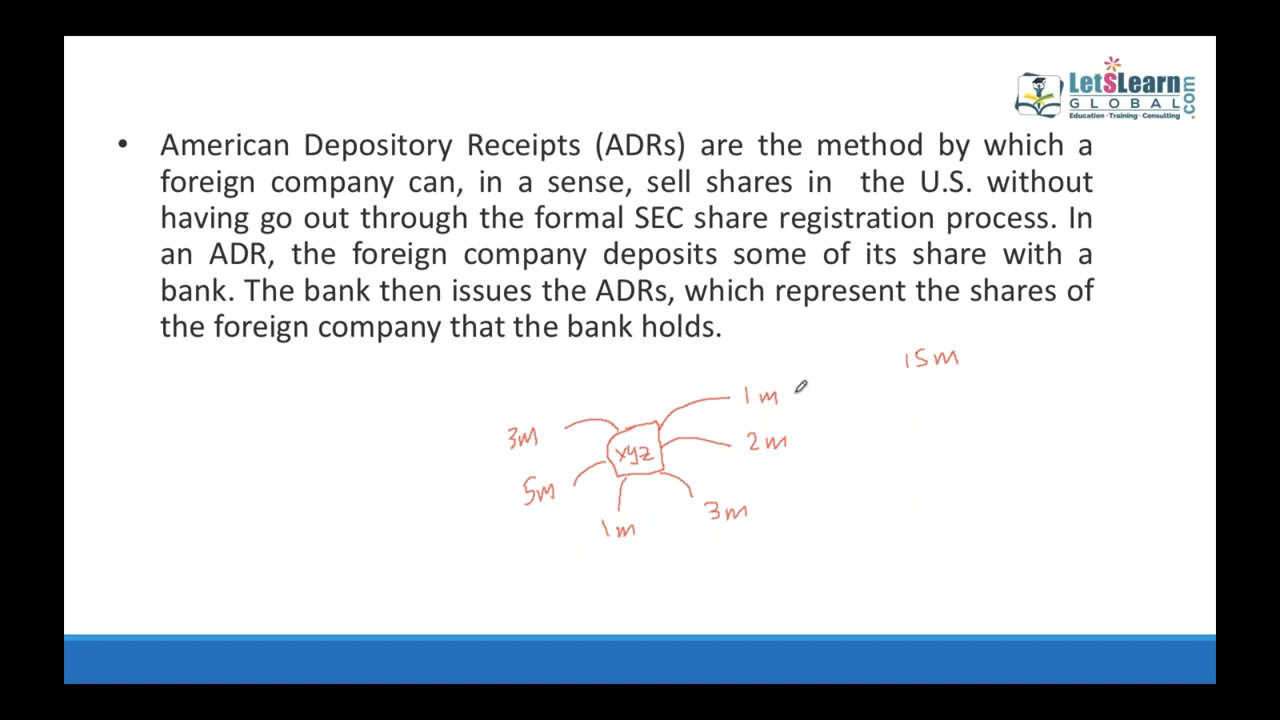 LetSLearn
.com
GLOBAL
Education · Training · Consulting
• American Depository Receipts (ADRs) are the method by which a
foreign company can, in a sense, sell shares in the U.S. without
having go out through the formal SEC share registration process. In
an ADR, the foreign company deposits some of its share with a
bank. The bank then issues the ADRs, which represent the shares of
the foreign company that the bank holds.
15m
1m
3m
xyz
2m
5m
3m
1m